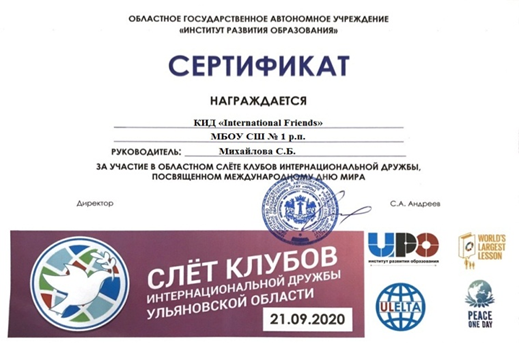 ОБЛАСТНОЕ ГОСУДАРСТВЕННОЕ АВТОНОМНОЕ УЧРЕЖДЕНИЕ
«ИНСТИТУТ РАЗВИТИЯ ОБРАЗОВАНИЯ»
СЕРТИФИКАТ
НАГРАЖДАЕТСЯ
КИД «International Friends»
МБОУ СШ № 1 р.п.
РУКОВОДИТЕЛЬ: Михайлова С.Б.
ЗА УЧАСТИЕ В ОБЛАСТНОМ СЛЁТЕ КЛУБОВ ИНТЕРНАЦИОНАЛЬНОЙ ДРУЖБЫ,
ПОСВЯЩЕННОМ МЕЖДУНАРОДНОМУ ДНЮ МИРА
Директор С.А. Андреев
СЛЁТ КЛУБОВ
ИНТЕРНАЦИОНАЛЬНОЙ ДРУЖБЫ
УЛЬЯНОВСКОЙ ОБЛАСТИ
21.09.2020
ИРО
институт развития образования
WORLD'S
LARGEST
LESSON
ULELTA
PEACE
ONE DAY